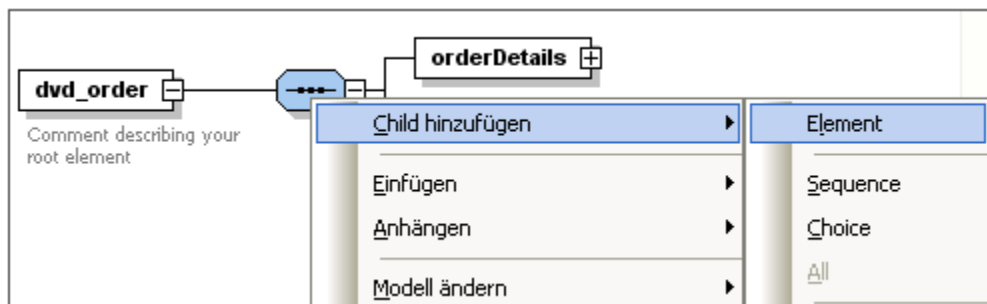 orderDetails
dvd_order
Comment describing your
root element
Child hinzufügen
Element
Einfügen
Sequence
Anhängen
Choice
All
Modell ändern